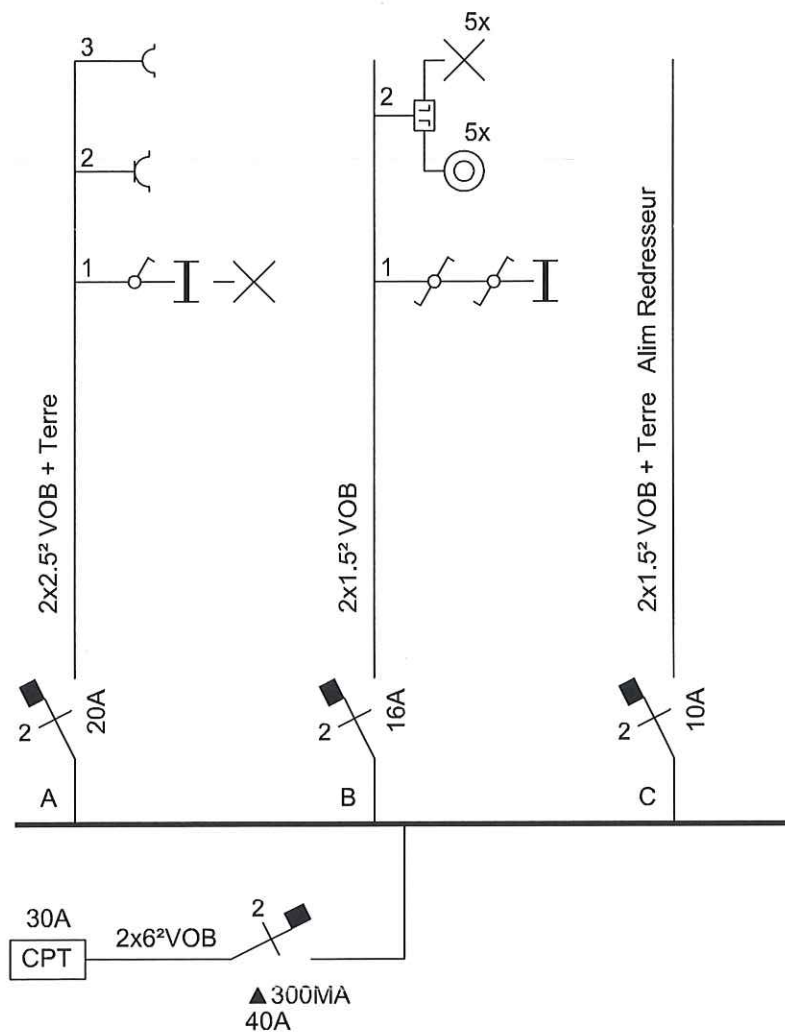 5x
3
2
5x
2
1
1
2x2.5² VOB + Terre
2x1.5² VOB
2x1.5² VOB + Terre Alim Redresseur
2
20A
2
16A
2
10A
A
B
C
30A
CPT
2x6²VOB
2
▲300MA
40A